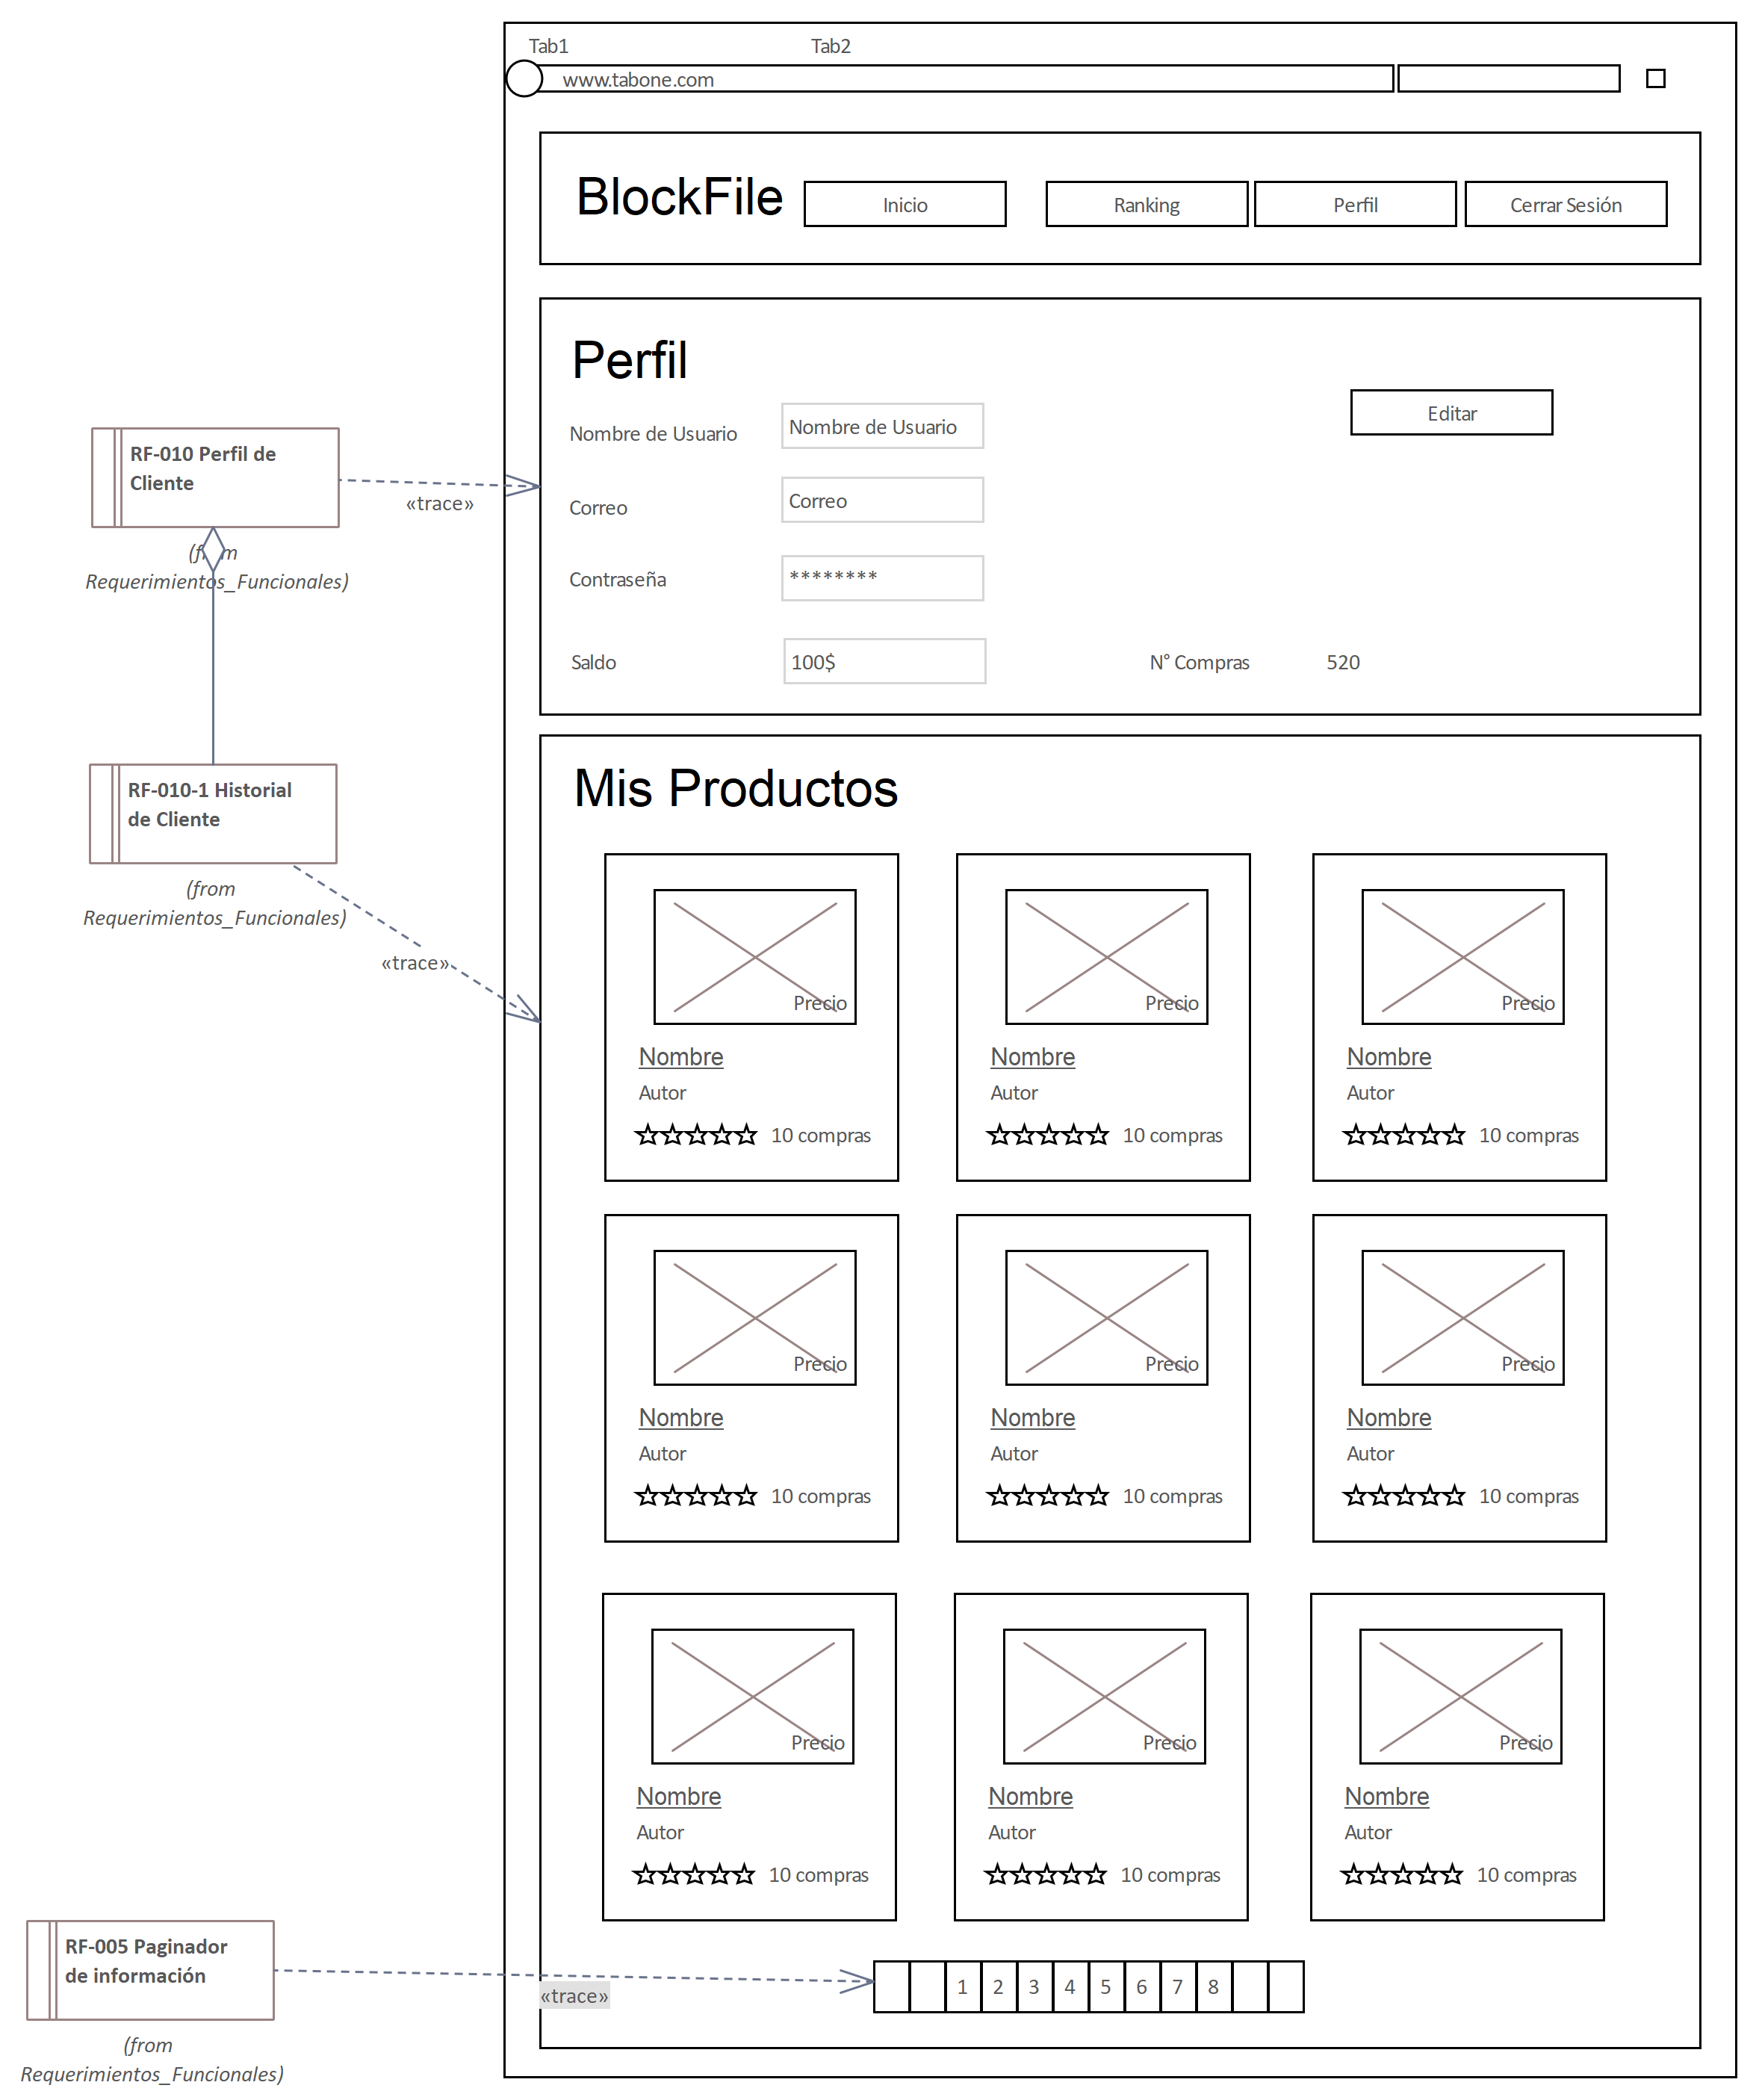 Tab1 Tab2
www.tabone.com
BlockFile Inicio Ranking Perfil Cerrar Sesión
Perfil
Editar
Nombre de Usuario Nombre de Usuario
Correo Correo
Contraseña ********
Saldo 100$ N° Compras 520
RF-010 Perfil de
Cliente
«trace»
(from
Requerimientos_Funcionales)
RF-010-1 Historial
de Cliente
(from
Requerimientos_Funcionales)
«trace»
Mis Productos
Precio Precio Precio
Nombre Nombre Nombre
Autor Autor Autor
10 compras 10 compras 10 compras
Precio Precio Precio
Nombre Nombre Nombre
Autor Autor Autor
10 compras 10 compras 10 compras
Precio Precio Precio
Nombre Nombre Nombre
Autor Autor Autor
10 compras 10 compras 10 compras
RF-005 Paginador
de información
«trace»
1 2 3 4 5 6 7 8
(from
Requerimientos_Funcionales)